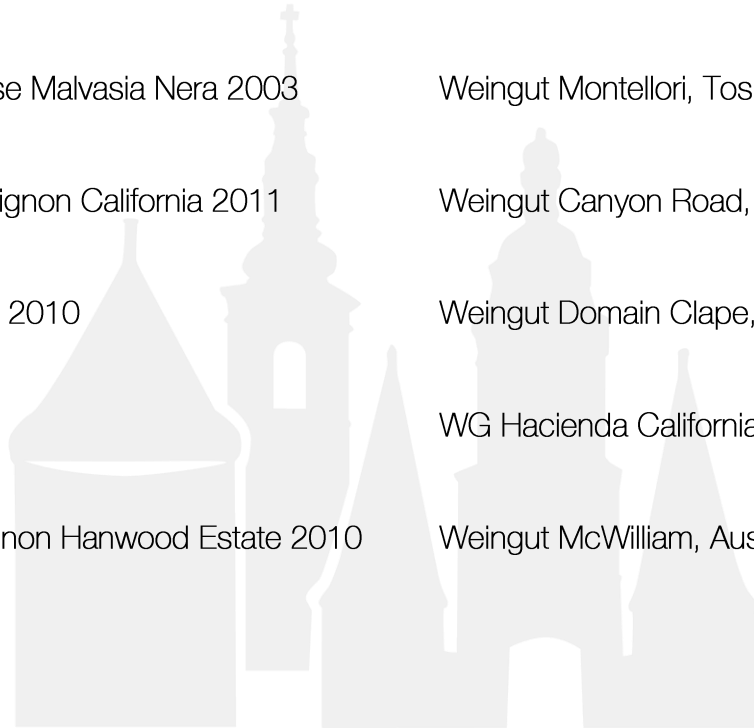 se Malvasia Nera 2003 Weingut Montellori, Tos
ignon California 2011 Weingut Canyon Road,
2010 Weingut Domain Clape,
WG Hacienda California
non Hanwood Estate 2010 Weingut McWilliam, Aus